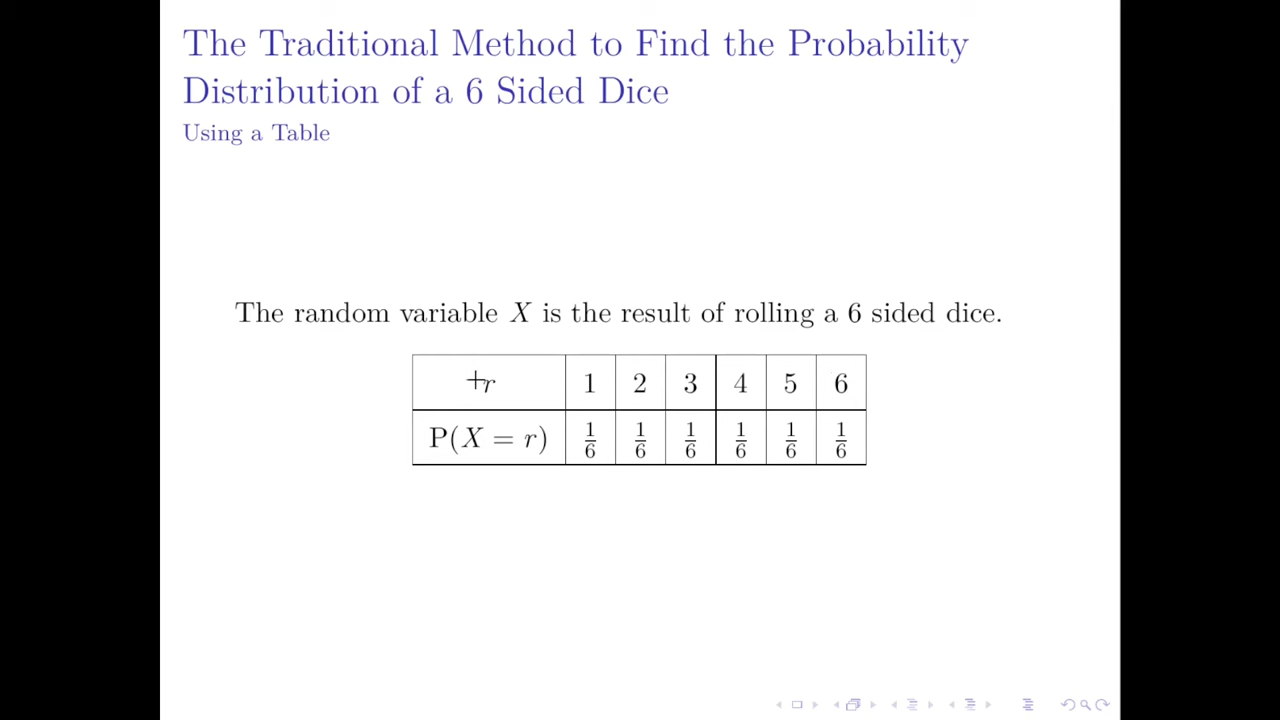 The Traditional Method to Find the Probability
Distribution of a 6 Sided Dice
Using a Table
The random variable X is the result of rolling a 6 sided dice.
r 1 2 3 4 5 6
P(X = r) 1/6 1/6 1/6 1/6 1/6 1/6